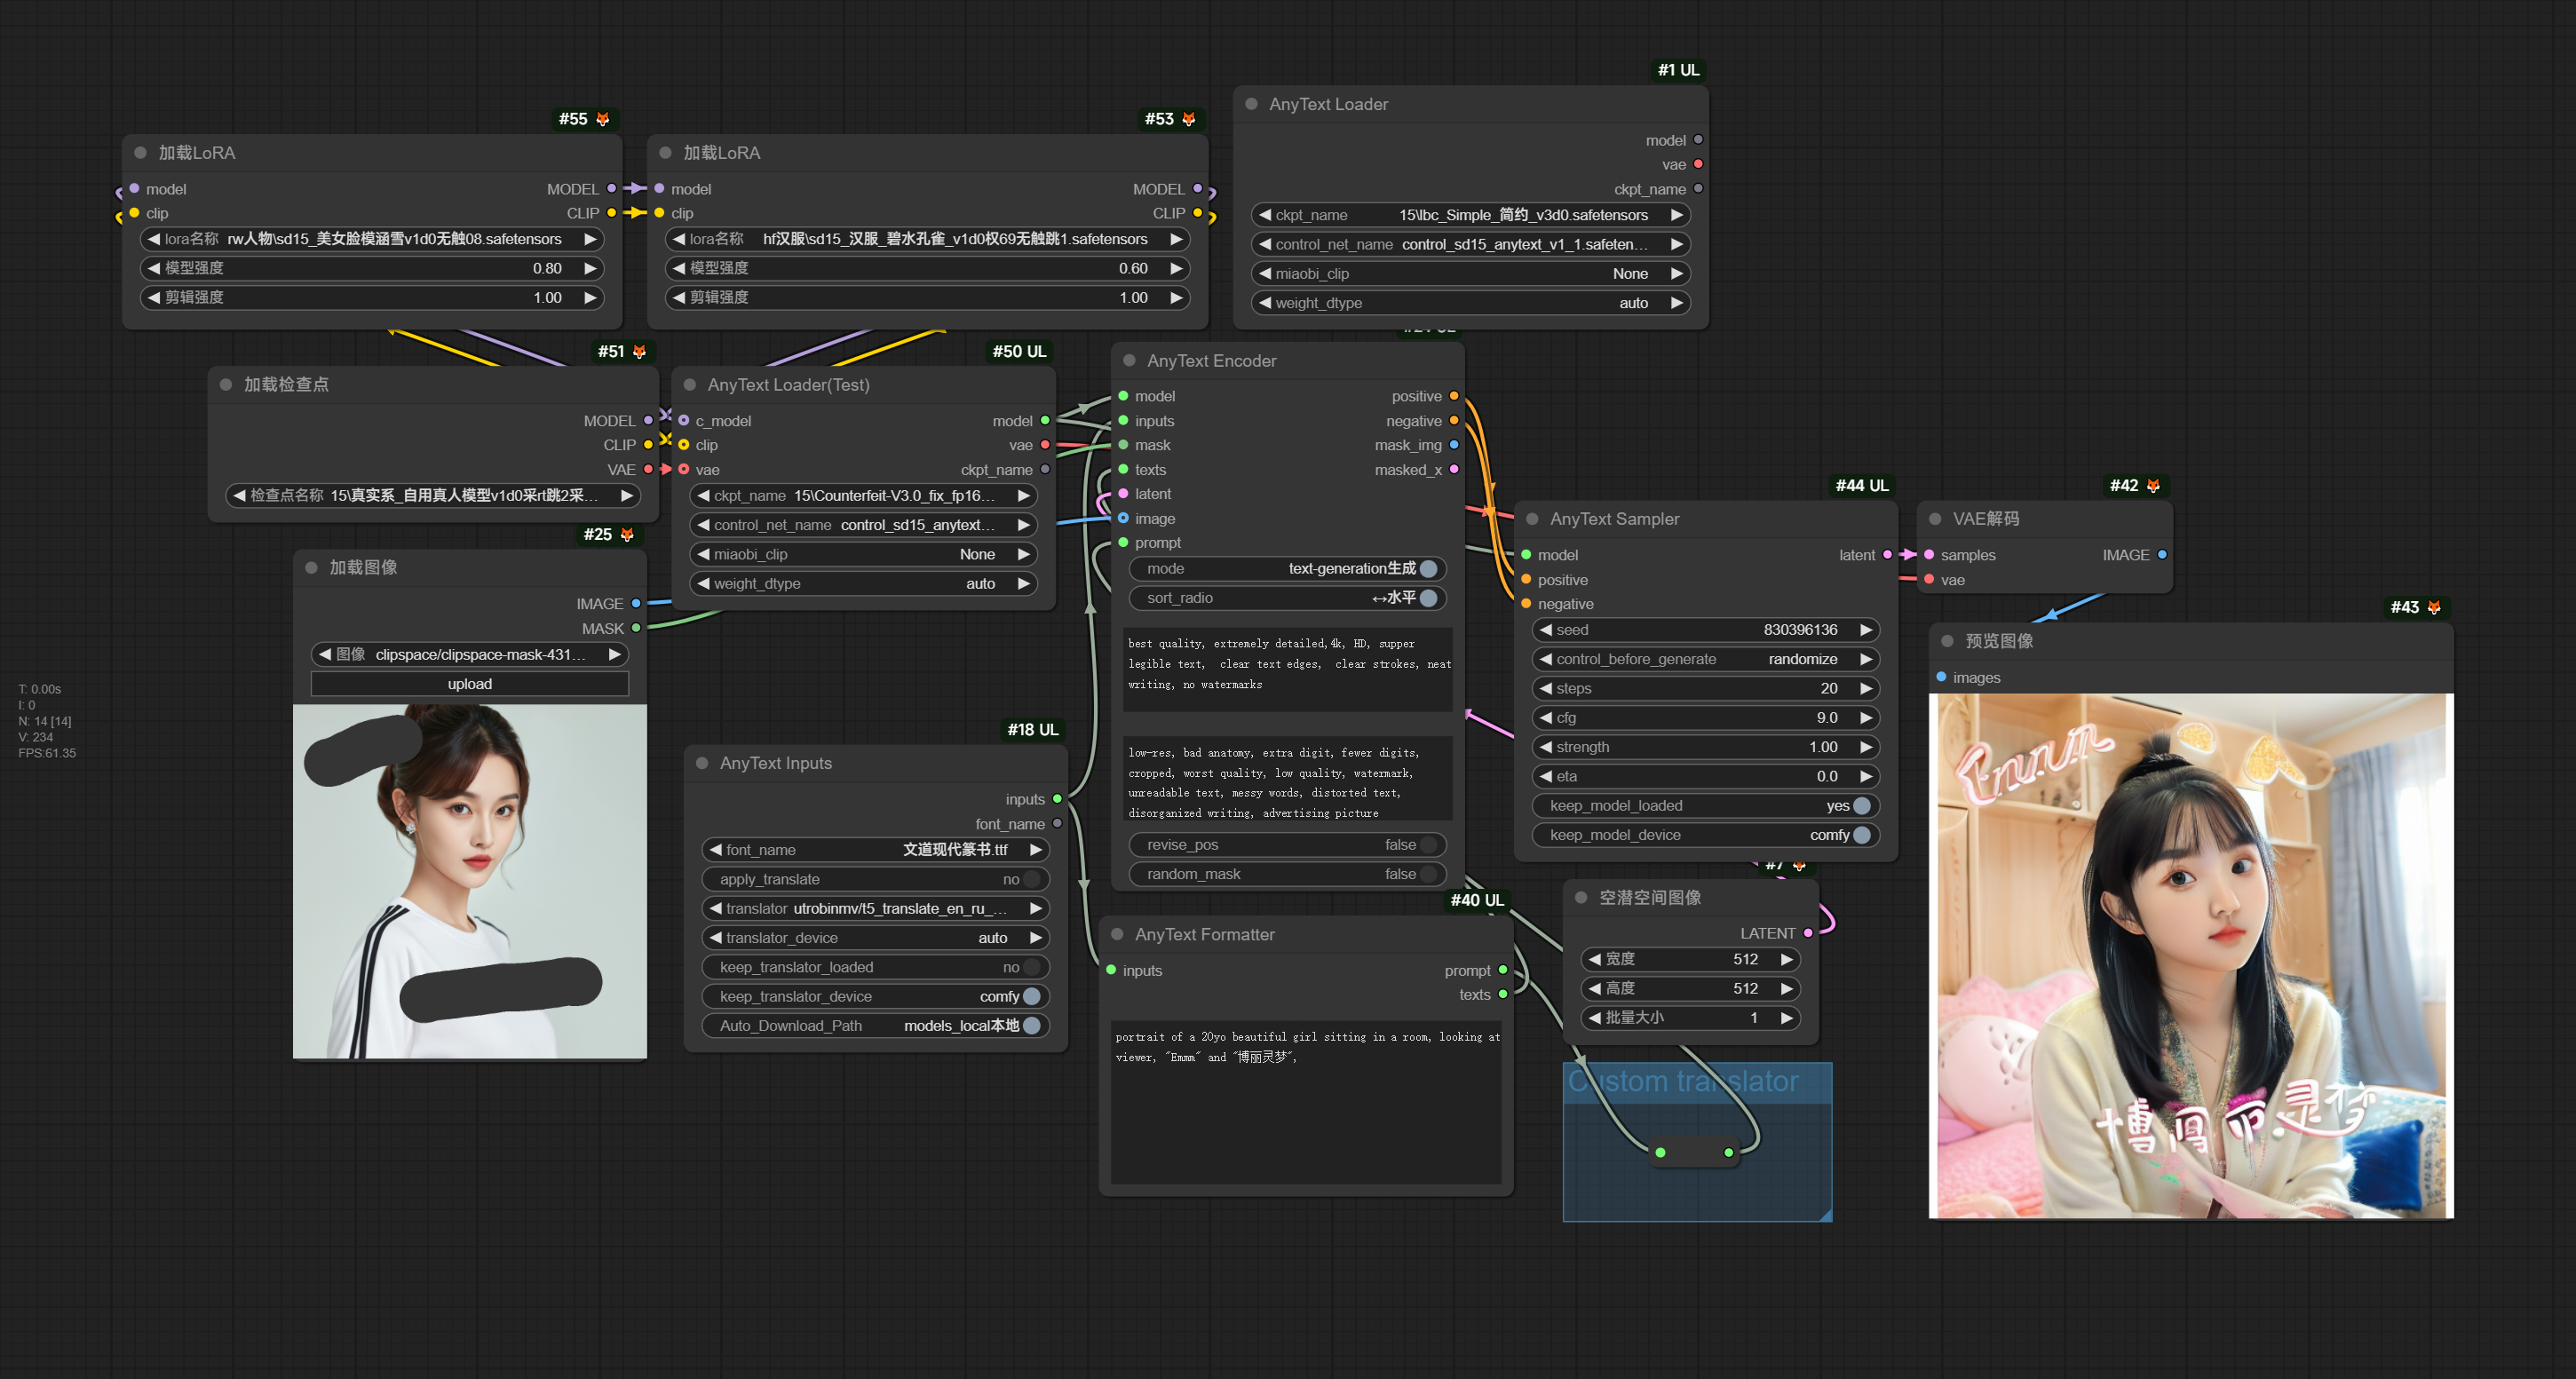 #1 UL
AnyText Loader
model
vae
ckpt_name
ckpt_name 15\lbc_Simple_简约_v3d0.safetensors
control_net_name control_sd15_anytext_v1_1.safeten...
miaobi_clip None
weight_dtype auto
#55
加载LoRA
model MODEL
clip CLIP
lora名称 rw人物\sd15_美女脸模涵雪v1d0无触08.safetensors
模型强度 0.80
剪辑强度 1.00
#53
加载LoRA
model MODEL
clip CLIP
lora名称 hf汉服\sd15_汉服_碧水孔雀_v1d0权69无触跳1.safetensors
模型强度 0.60
剪辑强度 1.00
#51
加载检查点
MODEL
CLIP
VAE
检查点名称 15\真实系_自用真人模型v1d0采rt跳2采...
#50 UL
AnyText Loader(Test)
c_model model
clip vae
vae ckpt_name
ckpt_name 15\Counterfeit-V3.0_fix_fp16...
control_net_name control_sd15_anytext...
miaobi_clip None
weight_dtype auto
AnyText Encoder
model positive
inputs negative
mask mask_img
texts masked_x
latent
image
prompt
mode text-generation生成
sort_radio ↔水平
best quality, extremely detailed,4k, HD, supper
legible text,  clear text edges,  clear strokes, neat
writing, no watermarks
low-res, bad anatomy, extra digit, fewer digits,
cropped, worst quality, low quality, watermark,
unreadable text, messy words, distorted text,
disorganized writing, advertising picture
revise_pos false
random_mask false
#25
加载图像
IMAGE
MASK
图像 clipspace/clipspace-mask-431...
upload
T: 0.00s
I: 0
N: 14 [14]
V: 234
FPS:61.35
#18 UL
AnyText Inputs
inputs
font_name
font_name 文道现代篆书.ttf
apply_translate no
translator utrobinmv/t5_translate_en_ru_...
translator_device auto
keep_translator_loaded no
keep_translator_device comfy
Auto_Download_Path models_local本地
#40 UL
AnyText Formatter
inputs prompt
texts
portrait of a 20yo beautiful girl sitting in a room, looking at
viewer, "Emmm" and "博丽灵梦",
#44 UL
AnyText Sampler
model latent
positive
negative
seed 830396136
control_before_generate randomize
steps 20
cfg 9.0
strength 1.00
eta 0.0
keep_model_loaded yes
keep_model_device comfy
#7
空潜空间图像
LATENT
宽度 512
高度 512
批量大小 1
Custom translator
#42
VAE解码
samples IMAGE
vae
#43
预览图像
images